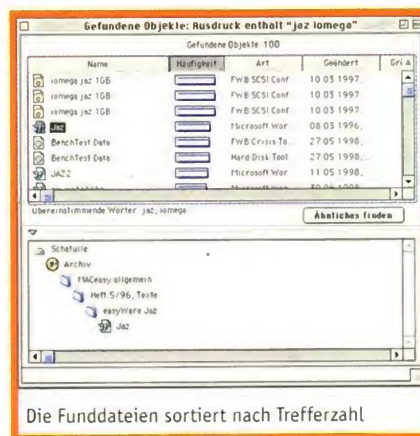 Gefundene Objekte: Ausdruck enthält "jaz iomega"
Gefundene Objekte: 100
Name Häufigkeit Art Geändert Grö
iomega jaz 1GB FWB SCSI Conf 10 03 1997,
iomega jaz 1GB FWB SCSI Conf 10 03 1997,
iomega jaz 1GB FWB SCSI Conf 10 03 1997,
Jaz Microsoft Wor 08 03 1996,
BenchTest Data FWB Crisis To... 27 05 1998,
BenchTest Data Hard Disk Tool 27 05 1998,...
JAZ2 Microsoft Wor 11 05 1998,
Übereinstimmende Wörter: jaz, iomega
Ähnliches finden
Schatulle
Archiv
MACeasy allgemein
Heft 5/96, Texte
easyWare Jaz
Jaz
Die Funddateien sortiert nach Trefferzahl